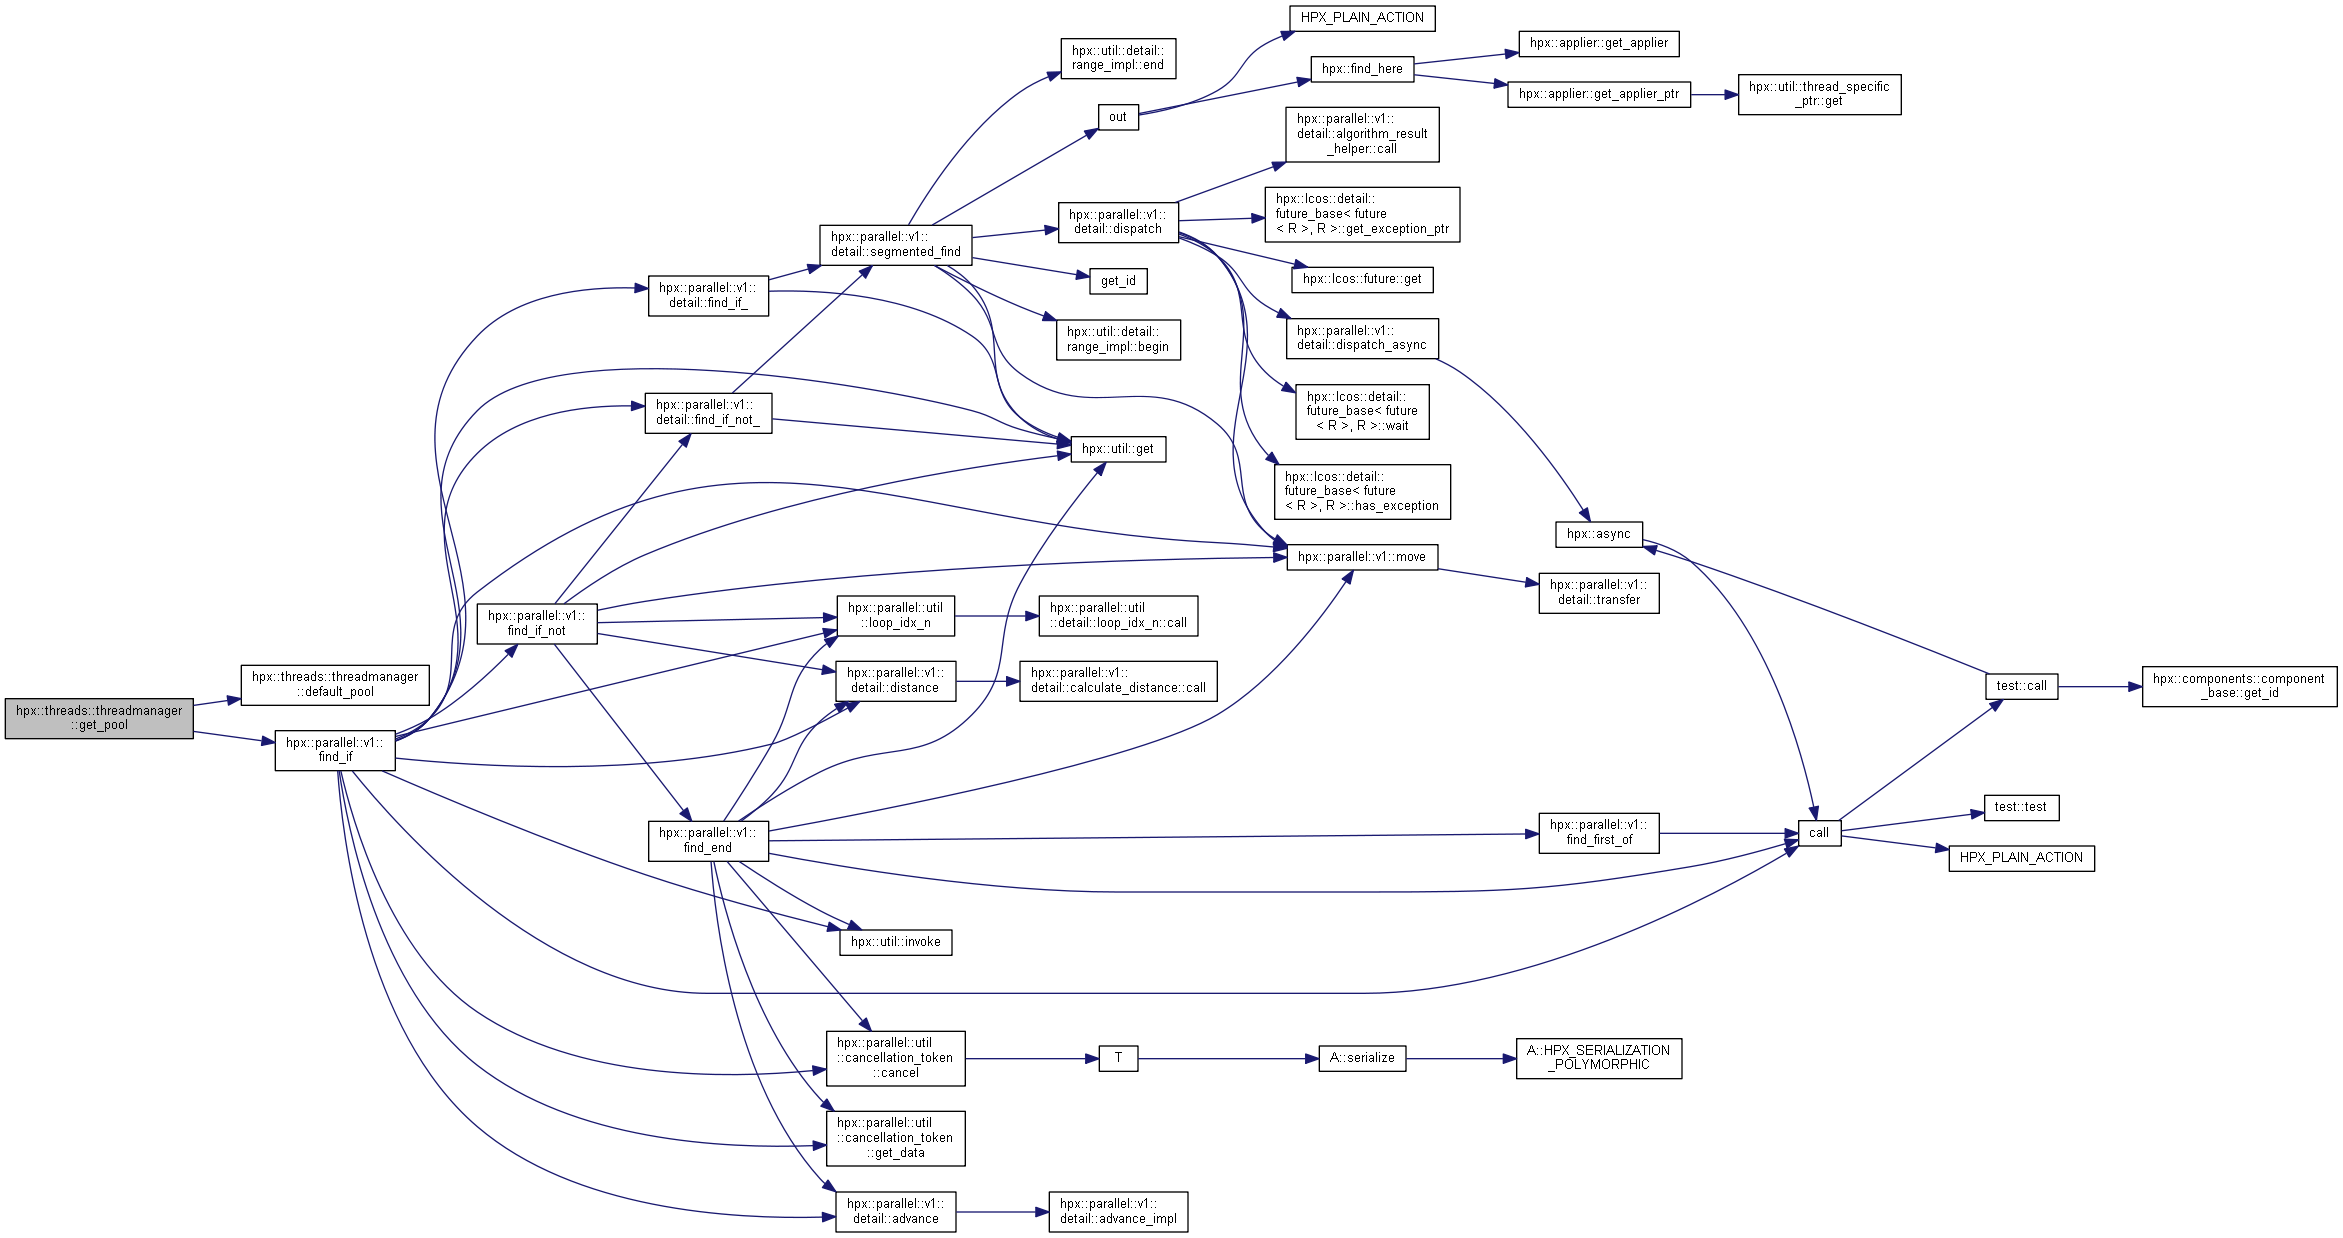 HPX_PLAIN_ACTION
hpx::util::detail::
range_impl::end
hpx::applier::get_applier
hpx::find_here
hpx::applier::get_applier_ptr
hpx::util::thread_specific
_ptr::get
out
hpx::parallel::v1::
detail::algorithm_result
_helper::call
hpx::parallel::v1::
detail::dispatch
hpx::lcos::detail::
future_base< future
< R >, R >::get_exception_ptr
hpx::parallel::v1::
detail::segmented_find
hpx::lcos::future::get
get_id
hpx::parallel::v1::
detail::find_if_
hpx::util::detail::
range_impl::begin
hpx::parallel::v1::
detail::dispatch_async
hpx::lcos::detail::
future_base< future
< R >, R >::wait
hpx::parallel::v1::
detail::find_if_not_
hpx::util::get
hpx::lcos::detail::
future_base< future
< R >, R >::has_exception
hpx::async
hpx::parallel::v1::move
hpx::parallel::v1::
detail::transfer
hpx::parallel::v1::
find_if_not
hpx::parallel::util
::loop_idx_n
hpx::parallel::util
::detail::loop_idx_n::call
hpx::threads::threadmanager
::default_pool
hpx::parallel::v1::
detail::distance
hpx::parallel::v1::
detail::calculate_distance::call
test::call
hpx::components::component
_base::get_id
hpx::threads::threadmanager
::get_pool
hpx::parallel::v1::
find_if
test::test
hpx::parallel::v1::
find_end
hpx::parallel::v1::
find_first_of
call
HPX_PLAIN_ACTION
hpx::util::invoke
hpx::parallel::util
::cancellation_token
::cancel
T
A::serialize
A::HPX_SERIALIZATION
_POLYMORPHIC
hpx::parallel::util
::cancellation_token
::get_data
hpx::parallel::v1::
detail::advance
hpx::parallel::v1::
detail::advance_impl